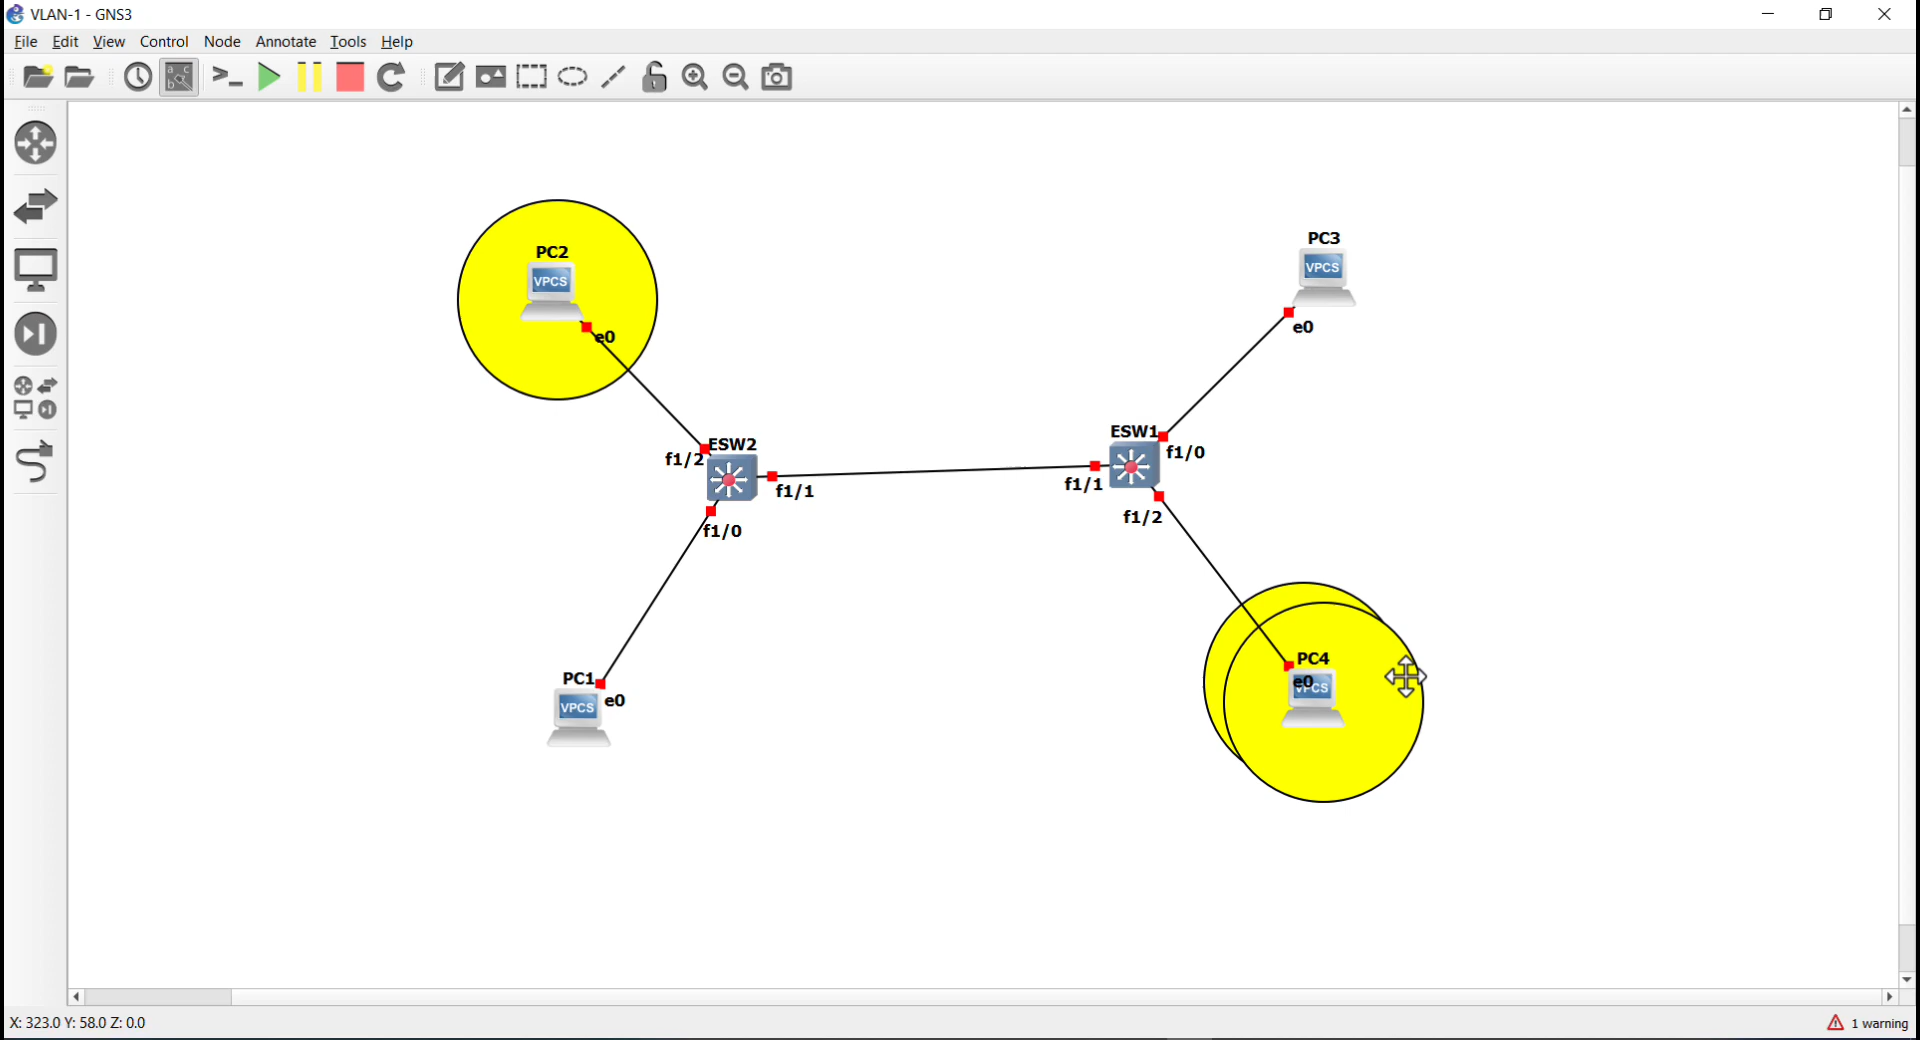 VLAN-1 - GNS3
File Edit View Control Node Annotate Tools Help
PC3
PC2
VPCS
VPCS
e0
e0
ESW1
f1/0
ESW2
f1/2
f1/1
f1/1
f1/2
f1/0
PC4
e0
VPCS
PC1
e0
VPCS
X: 323.0 Y: 58.0 Z: 0.0
1 warning